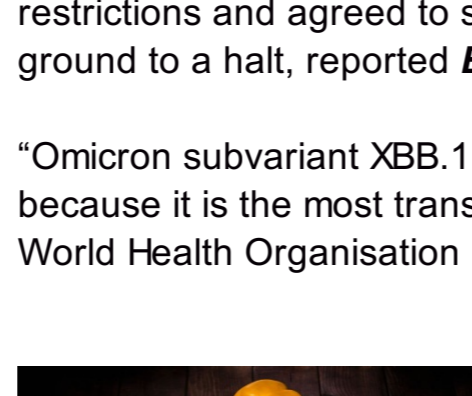 restrictions and agreed to
ground to a halt, reported
“Omicron subvariant XBB.1
because it is the most
World Health Organisation